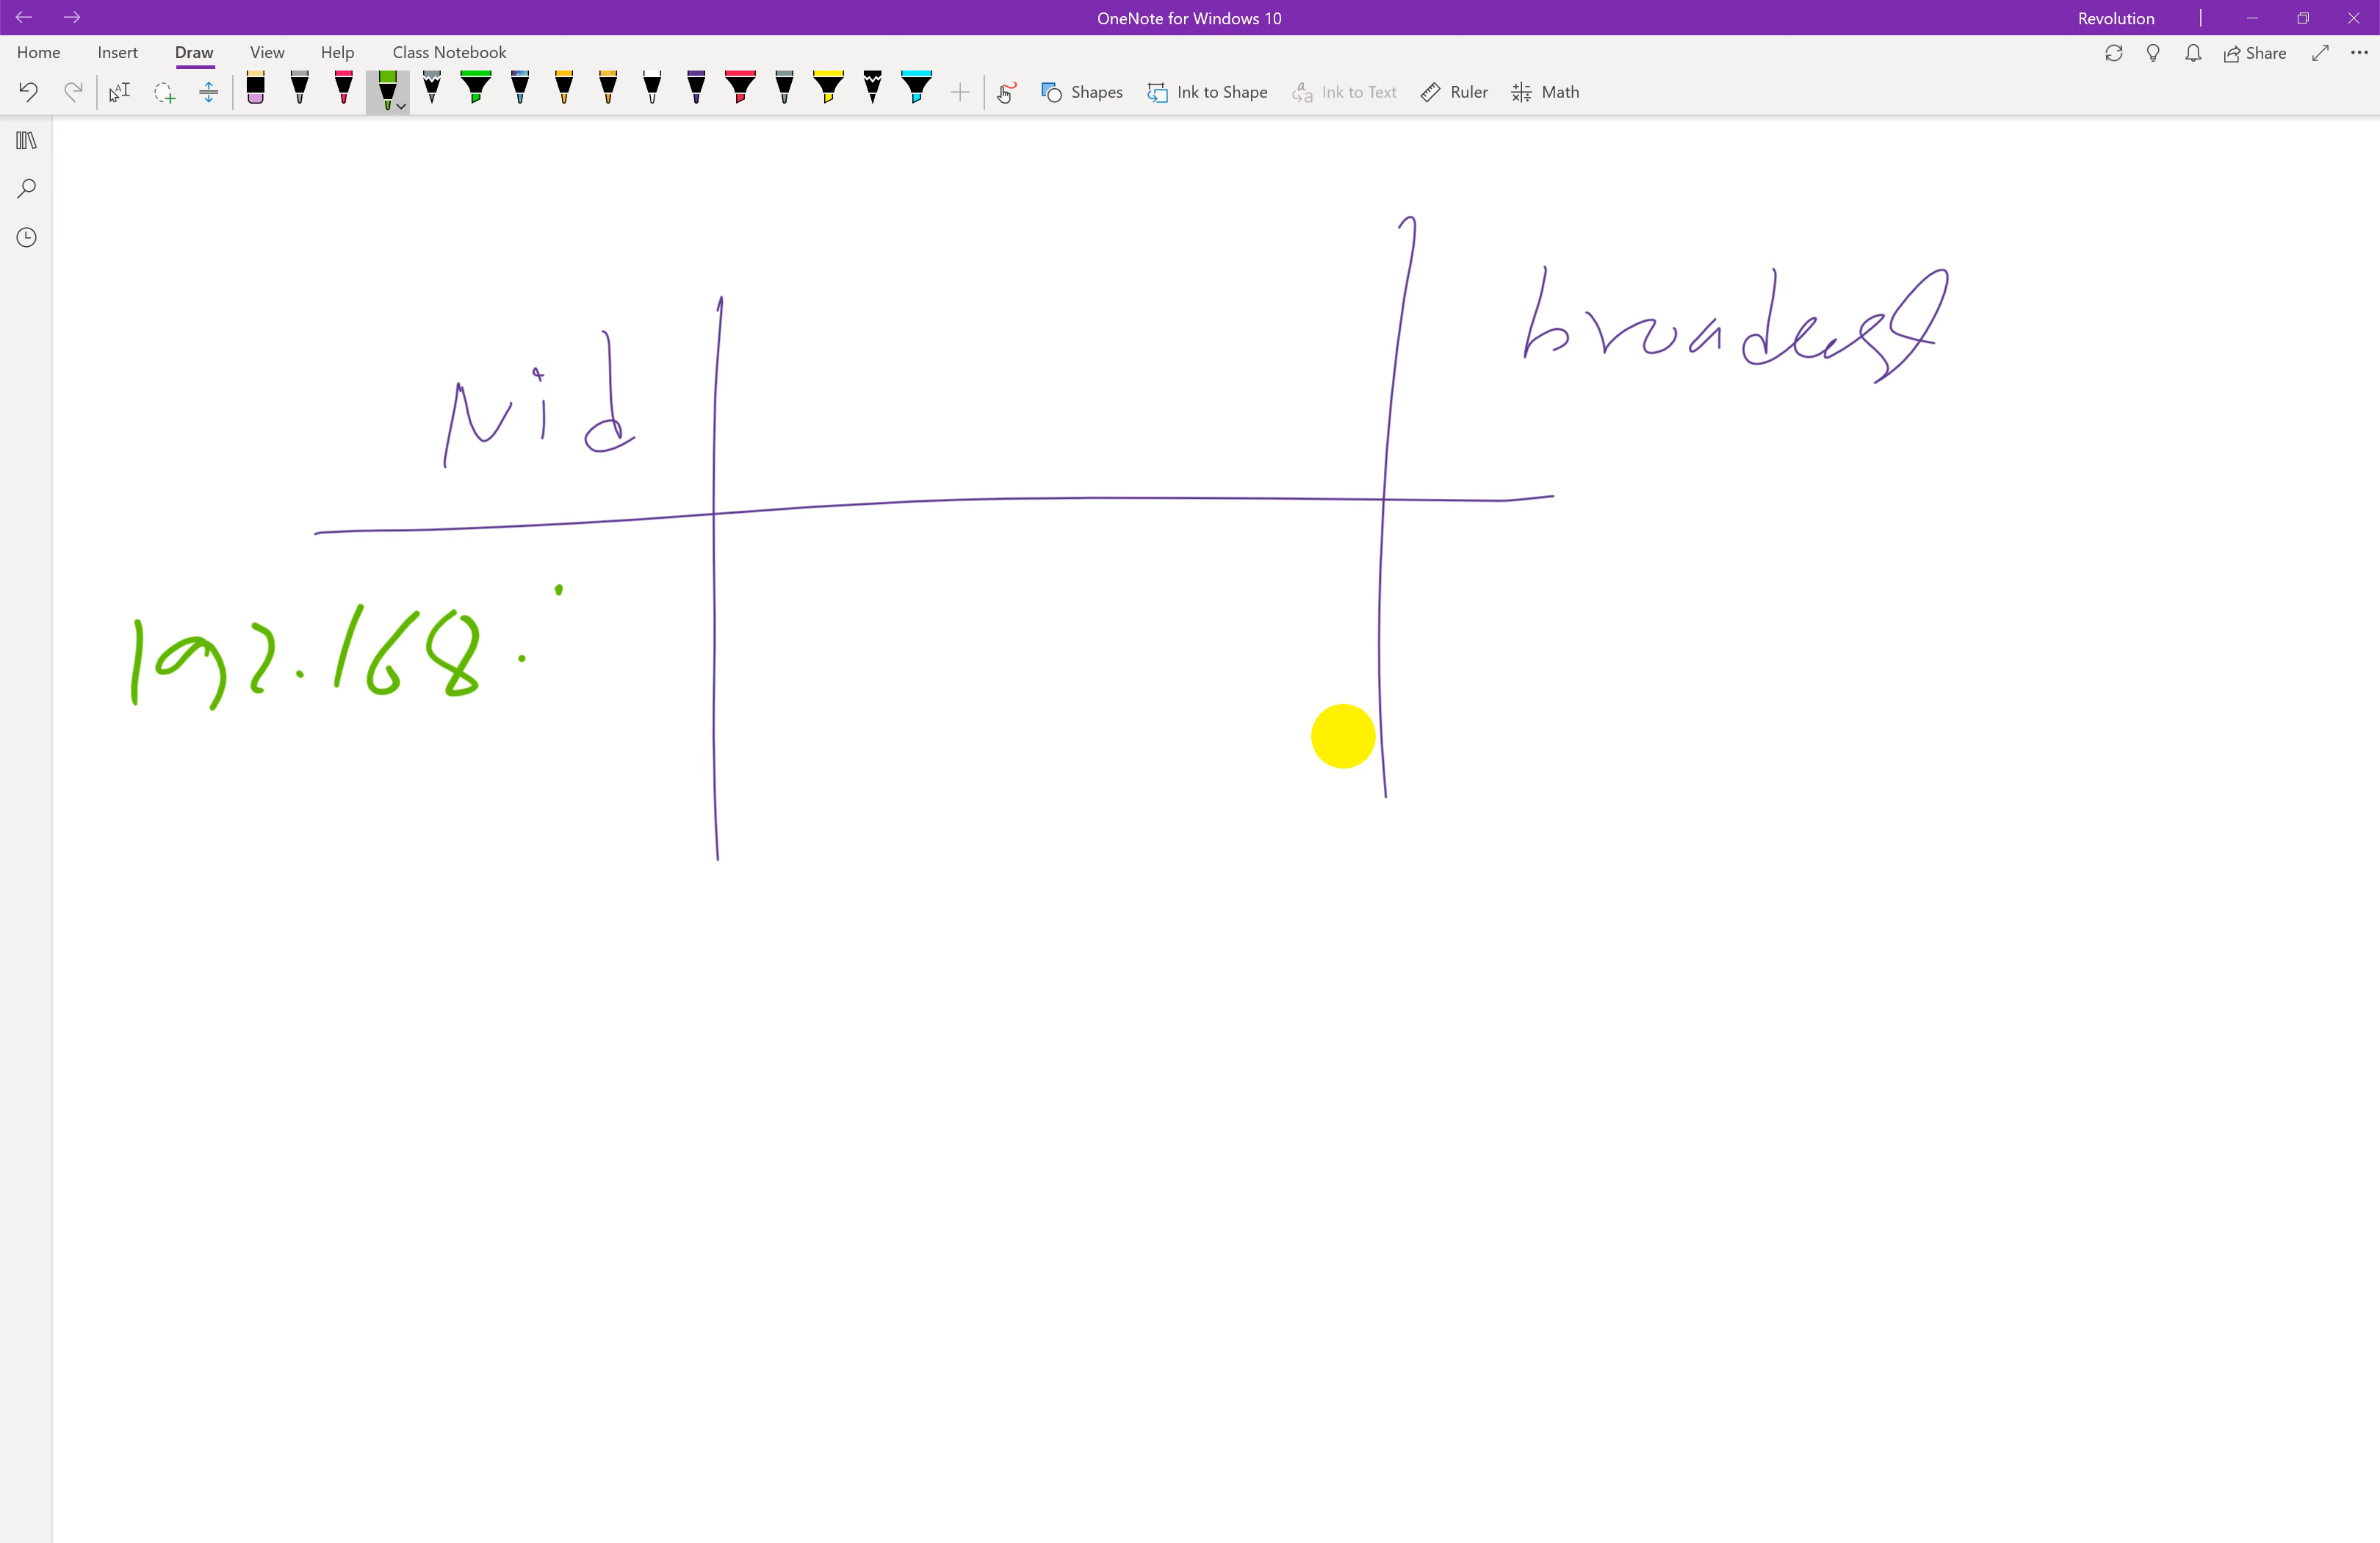 OneNote for Windows 10
Revolution
Home Insert Draw View Help Class Notebook
Share
Shapes Ink to Shape Ink to Text Ruler Math
broadcast
Nid
192.168.